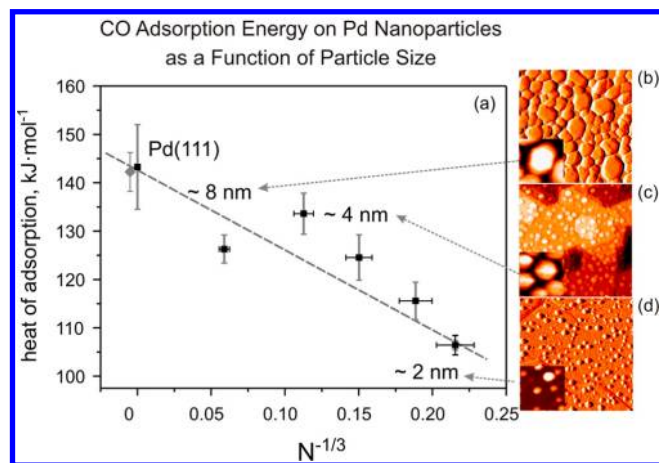 CO Adsorption Energy on Pd Nanoparticles
as a Function of Particle Size
(a)
(b)
(c)
(d)
heat of adsorption, kJ·mol⁻¹
160
150
140
130
120
110
100
Pd(111)
~ 8 nm
~ 4 nm
~ 2 nm
0
0.05
0.10
0.15
0.20
0.25
N⁻¹/³